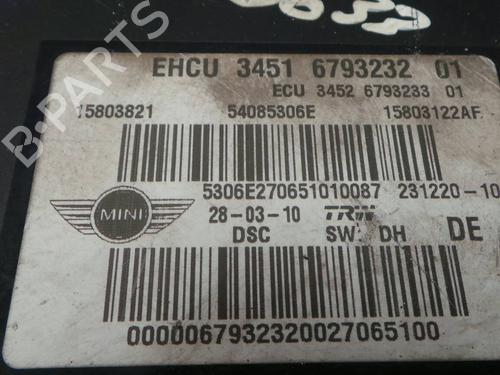 EHCU 3451 6793232 01
ECU 3452 6793233 01
15803821 54085306E 15803122AF
5306E270651010087 231220-10
MINI 28-03-10 TRW
DSC SW: DH DE
0000067932320027065100
B-PARTS